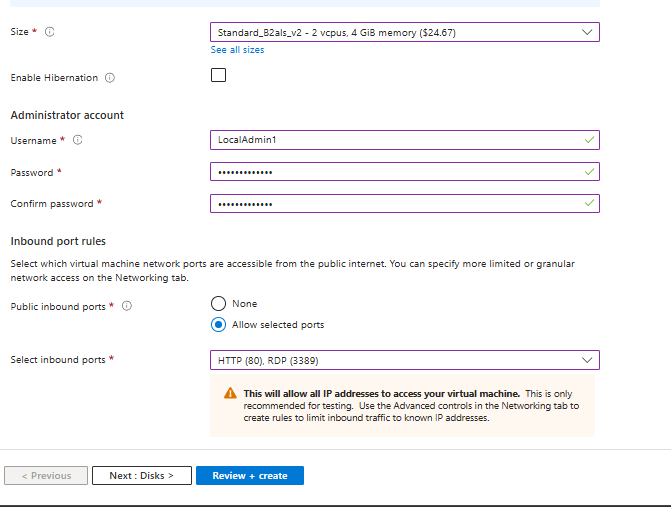 Size *
Standard_B2als_v2 - 2 vcpus, 4 GiB memory ($24.67)
See all sizes
Enable Hibernation
Administrator account
Username *
LocalAdmin1
Password *
•••••••••••••
Confirm password *
•••••••••••••
Inbound port rules
Select which virtual machine network ports are accessible from the public internet. You can specify more limited or granular
network access on the Networking tab.
Public inbound ports *
None
Allow selected ports
Select inbound ports *
HTTP (80), RDP (3389)
This will allow all IP addresses to access your virtual machine. This is only
recommended for testing. Use the Advanced controls in the Networking tab to
create rules to limit inbound traffic to known IP addresses.
< Previous
Next : Disks >
Review + create